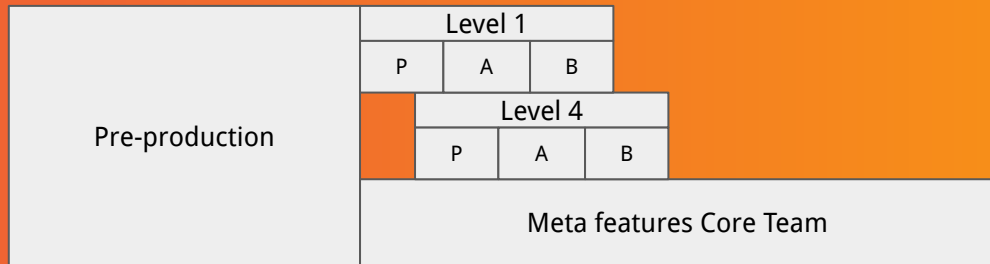 Level 1
P A B
Level 4
P A B
Pre-production
Meta features Core Team